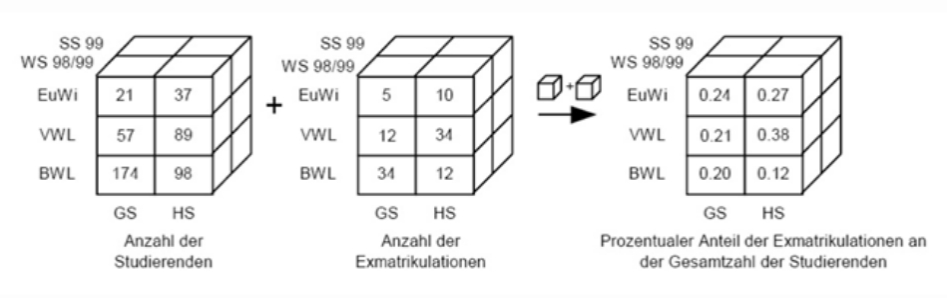 SS 99
WS 98/99
EuWi 21 37
VWL 57 89
BWL 174 98
GS HS
Anzahl der
Studierenden
+
SS 99
WS 98/99
EuWi 5 10
VWL 12 34
BWL 34 12
GS HS
Anzahl der
Exmatrikulationen
+
SS 99
WS 98/99
EuWi 0.24 0.27
VWL 0.21 0.38
BWL 0.20 0.12
GS HS
Prozentualer Anteil der Exmatrikulationen an
der Gesamtzahl der Studierenden